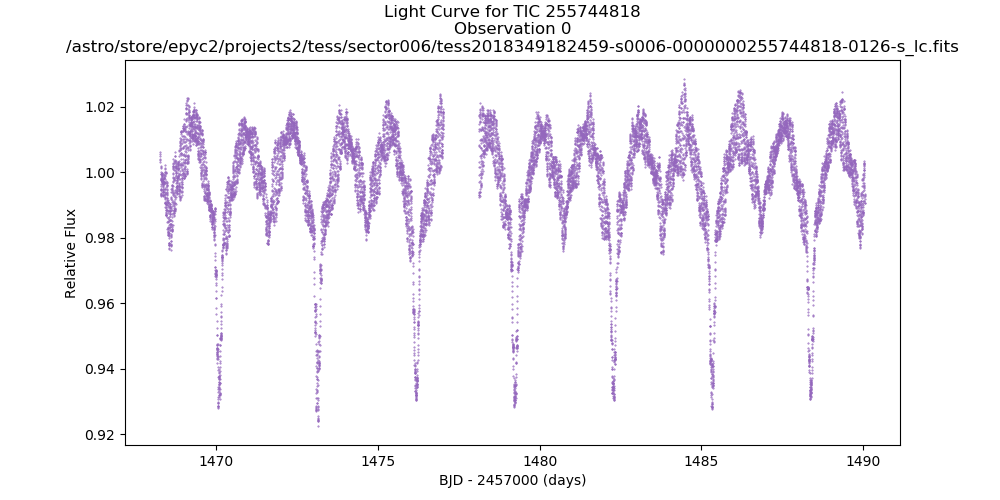 Light Curve for TIC 255744818
Observation 0
/astro/store/epyc2/projects2/tess/sector006/tess2018349182459-s0006-0000000255744818-0126-s_lc.fits
1.02
1.00
0.98
0.96
0.94
0.92
Relative Flux
1470 1475 1480 1485 1490
BJD - 2457000 (days)